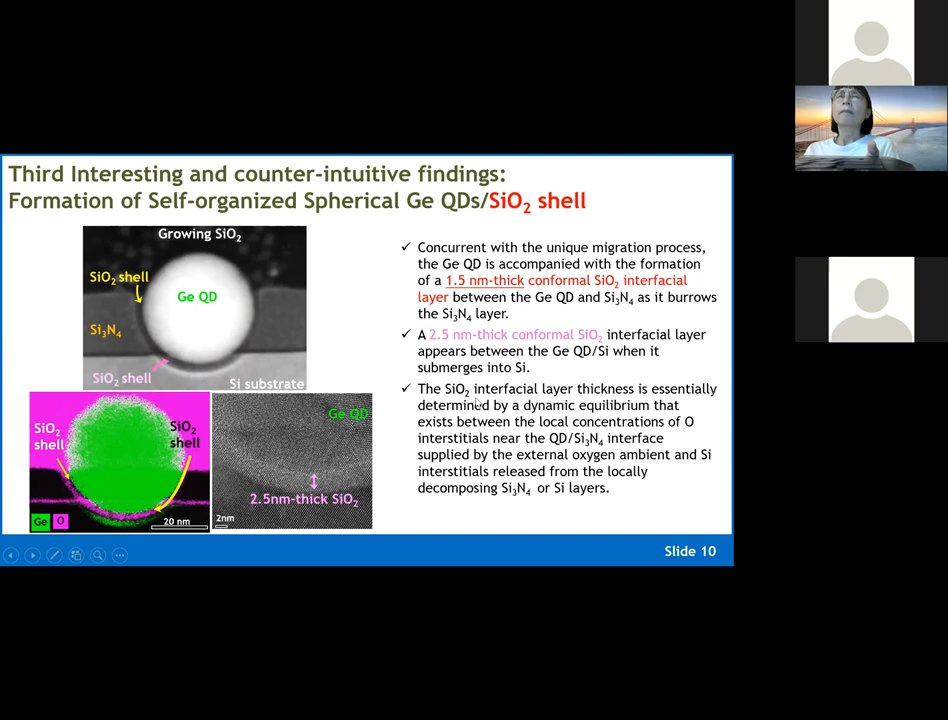 Third Interesting and counter-intuitive findings:
Formation of Self-organized Spherical Ge QDs/SiO₂ shell
Growing SiO₂
SiO₂ shell
Ge QD
Si₃N₄
SiO₂ shell
Si substrate
SiO₂
shell
SiO₂
shell
Ge
O
20 nm
Ge QD
2.5nm-thick SiO₂
2nm
✓ Concurrent with the unique migration process,
the Ge QD is accompanied with the formation
of a 1.5 nm-thick conformal SiO₂ interfacial
layer between the Ge QD and Si₃N₄ as it burrows
the Si₃N₄ layer.
✓ A 2.5 nm-thick conformal SiO₂ interfacial layer
appears between the Ge QD/Si when it
submerges into Si.
✓ The SiO₂ interfacial layer thickness is essentially
determined by a dynamic equilibrium that
exists between the local concentrations of O
interstitials near the QD/Si₃N₄ interface
supplied by the external oxygen ambient and Si
interstitials released from the locally
decomposing Si₃N₄ or Si layers.
Slide 10